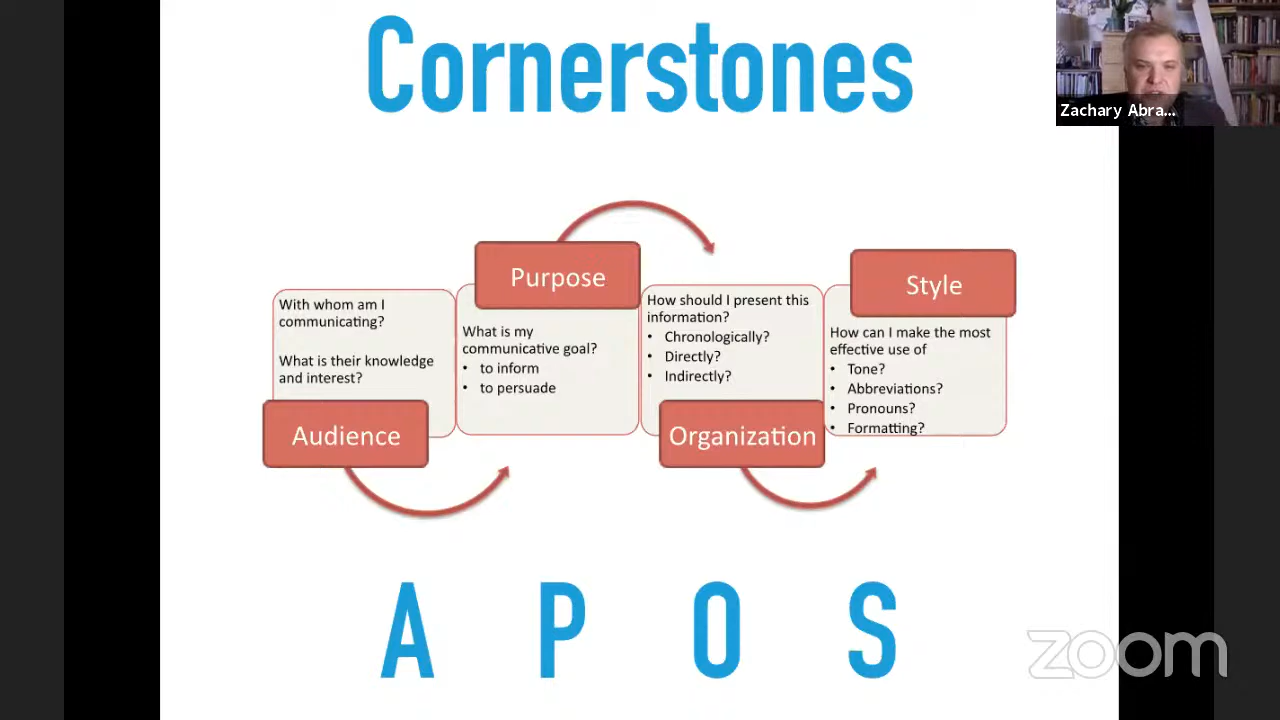 Cornerstones
Zachary Abra...
With whom am I
communicating?
What is their knowledge
and interest?
Audience
Purpose
What is my
communicative goal?
• to inform
• to persuade
How should I present this
information?
• Chronologically?
• Directly?
• Indirectly?
Organization
Style
How can I make the most
effective use of
• Tone?
• Abbreviations?
• Pronouns?
• Formatting?
A P O S
zoom